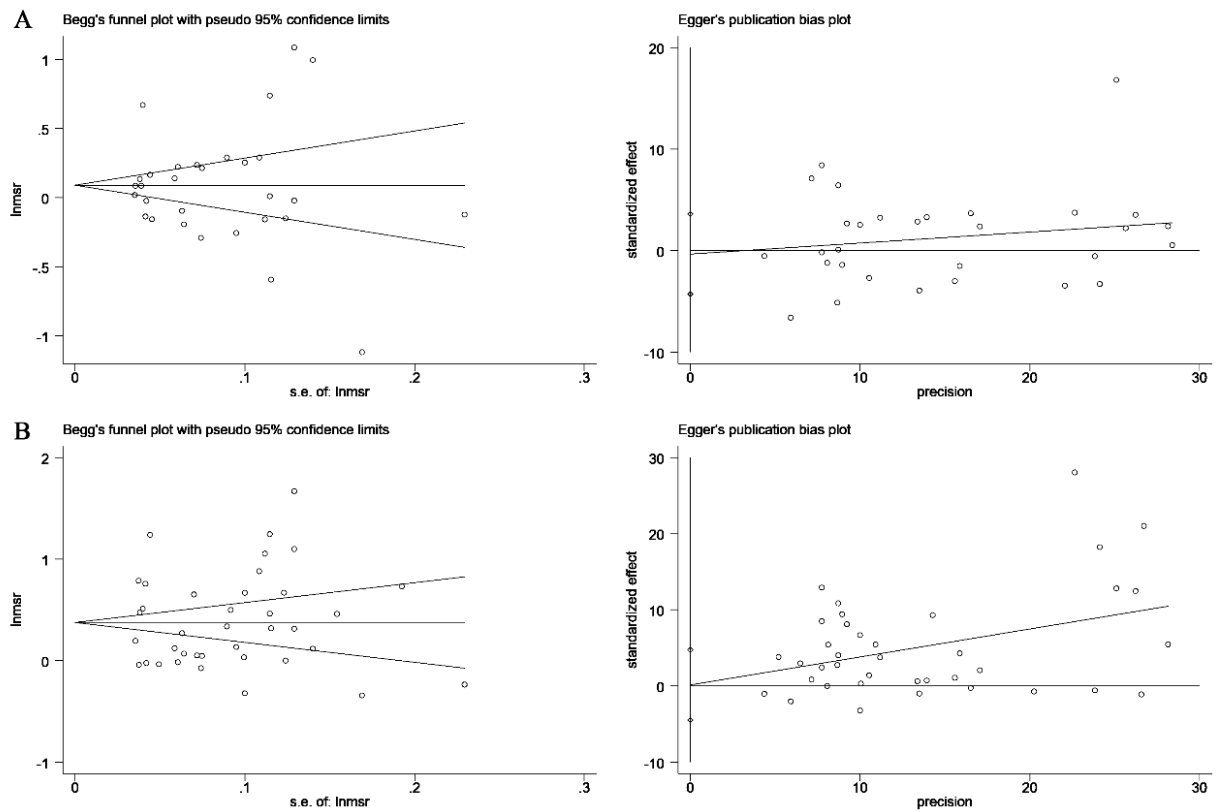 A
Begg's funnel plot with pseudo 95% confidence limits
lnmsr
1
.5
0
-.5
-1
0 .1 .2 .3
s.e. of: lnmsr
Egger's publication bias plot
standardized effect
20
10
0
-10
0 10 20 30
precision
B
Begg's funnel plot with pseudo 95% confidence limits
lnmsr
2
1
0
-1
0 .1 .2 .3
s.e. of: lnmsr
Egger's publication bias plot
standardized effect
30
20
10
0
-10
0 10 20 30
precision